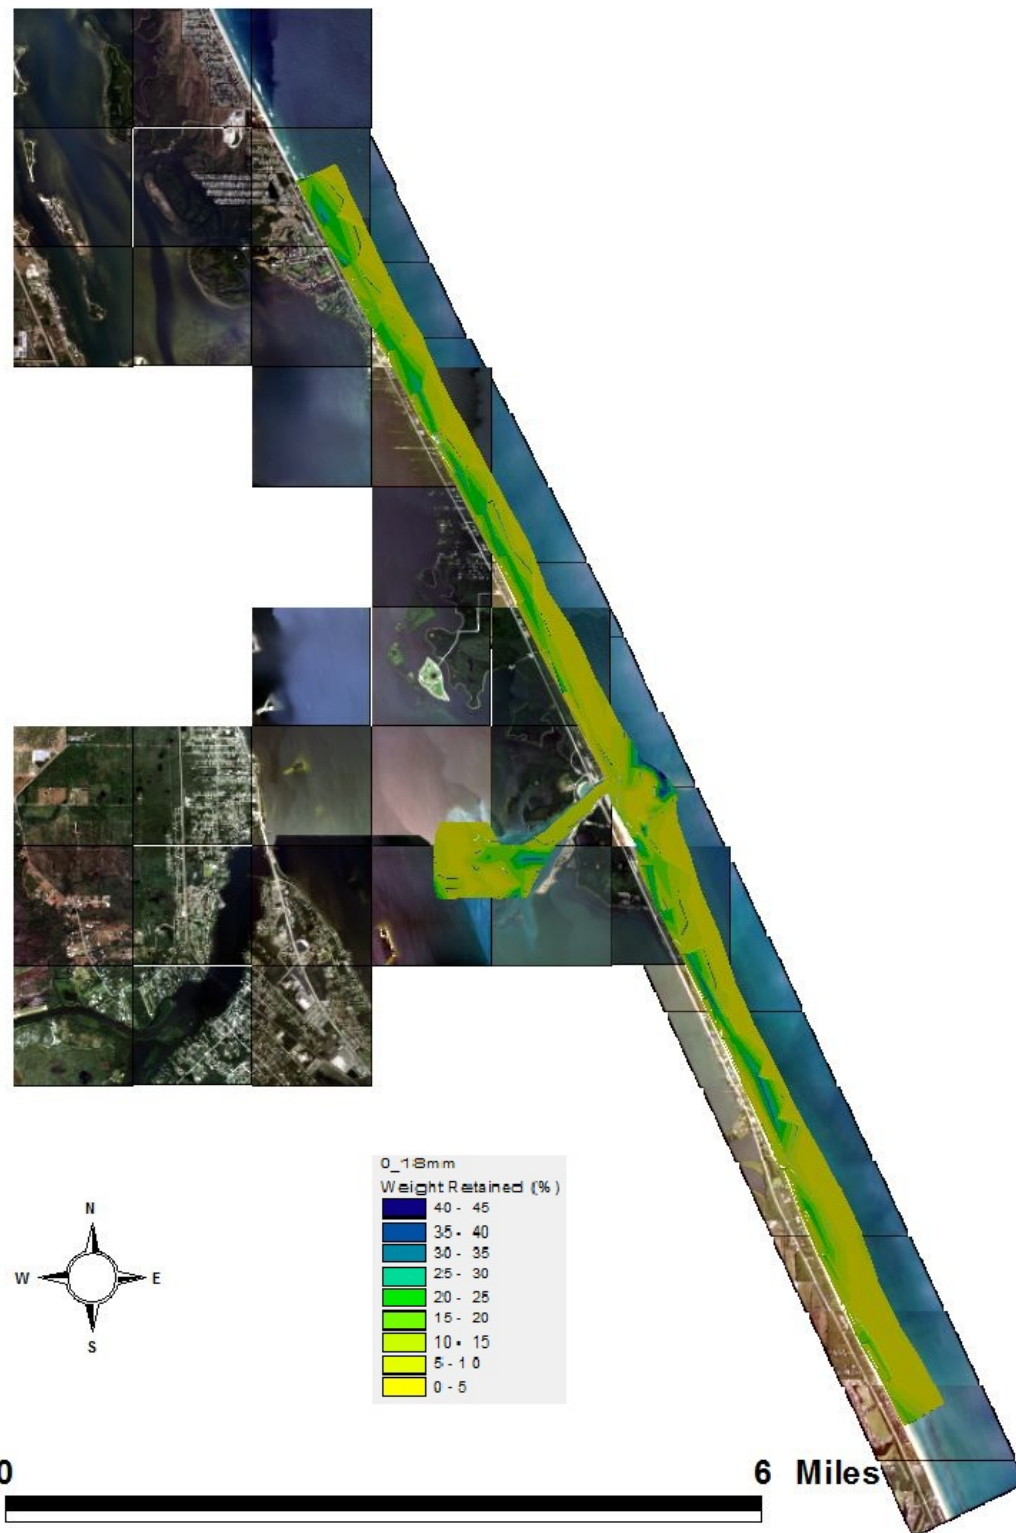 0_18mm
Weight Retained (%)
40 - 45
35 - 40
30 - 35
25 - 30
20 - 25
15 - 20
10 - 15
5 - 10
0 - 5
N
W E
S
0 6 Miles